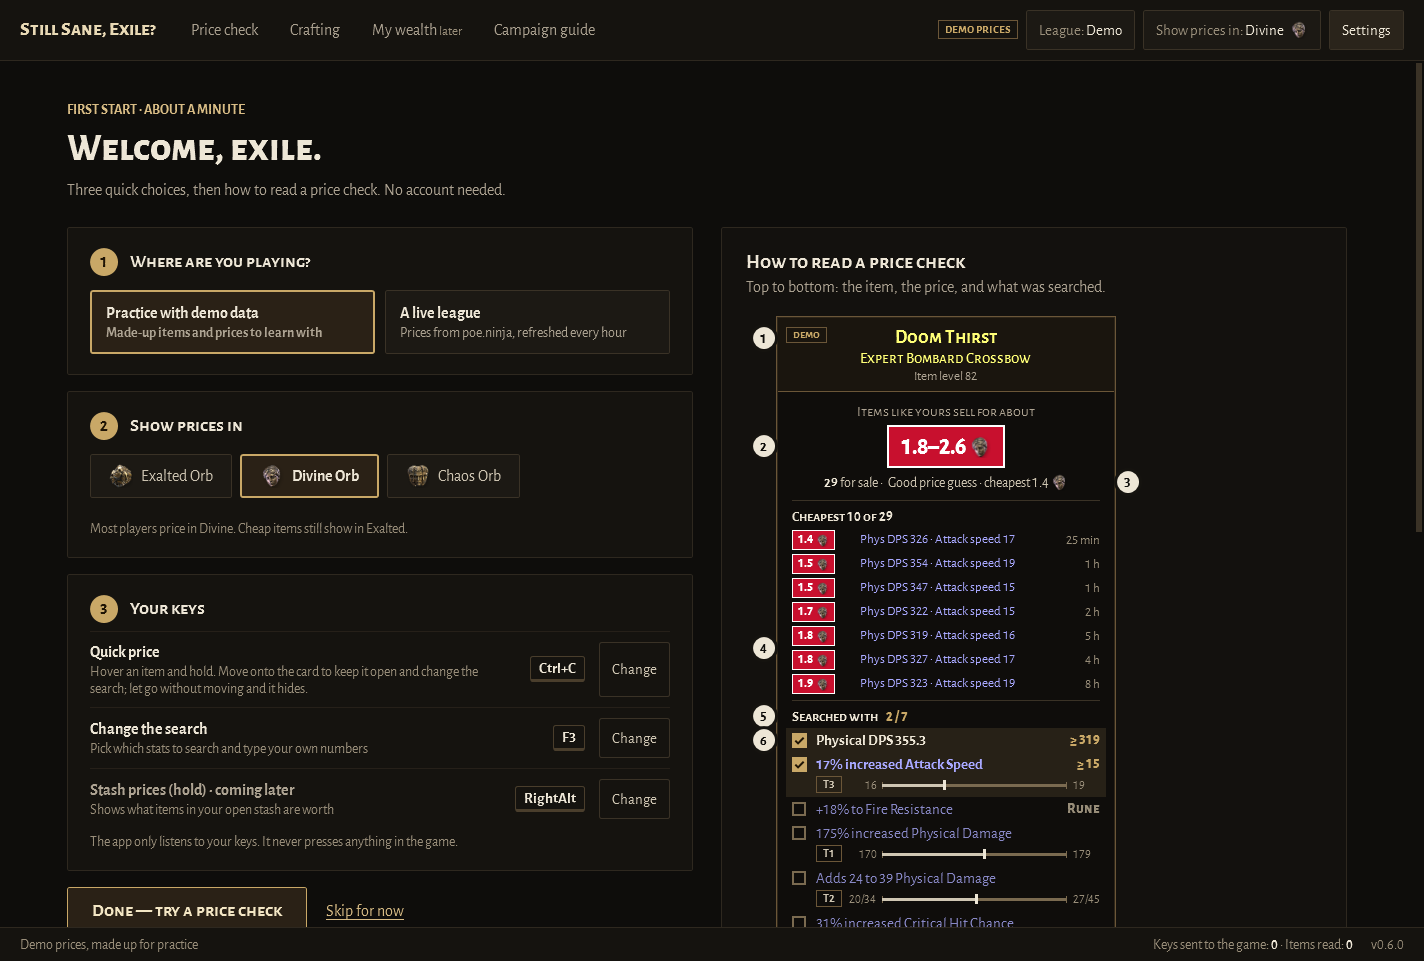 Still Sane, Exile?
Price check
Crafting
My wealth later
Campaign guide
DEMO PRICES
League: Demo
Show prices in: Divine
Settings
FIRST START · ABOUT A MINUTE
Welcome, exile.
Three quick choices, then how to read a price check. No account needed.
1 Where are you playing?
Practice with demo data
Made-up items and prices to learn with
A live league
Prices from poe.ninja, refreshed every hour
2 Show prices in
Exalted Orb
Divine Orb
Chaos Orb
Most players price in Divine. Cheap items still show in Exalted.
3 Your keys
Quick price
Hover an item and hold. Move onto the card to keep it open and change the
search; let go without moving and it hides.
Ctrl+C
Change
Change the search
Pick which stats to search and type your own numbers
F3
Change
Stash prices (hold) · coming later
Shows what items in your open stash are worth
RightAlt
Change
The app only listens to your keys. It never presses anything in the game.
Done — try a price check
Skip for now
How to read a price check
Top to bottom: the item, the price, and what was searched.
1
DEMO
Doom Thirst
Expert Bombard Crossbow
Item level 82
Items like yours sell for about
2
1.8–2.6
29 for sale · Good price guess · cheapest 1.4
3
Cheapest 10 of 29
1.4 Phys DPS 326 · Attack speed 17 25 min
1.5 Phys DPS 354 · Attack speed 19 1 h
1.5 Phys DPS 347 · Attack speed 15 1 h
1.7 Phys DPS 322 · Attack speed 15 2 h
1.8 Phys DPS 319 · Attack speed 16 5 h
4
1.8 Phys DPS 327 · Attack speed 17 4 h
1.9 Phys DPS 323 · Attack speed 19 8 h
5 Searched with 2 / 7
6 Physical DPS 355.3 ≥ 319
17% increased Attack Speed ≥ 15
T3 16 19
+18% to Fire Resistance Rune
175% increased Physical Damage
T1 170 179
Adds 24 to 39 Physical Damage
T2 20/34 27/45
31% increased Critical Hit Chance
Demo prices, made up for practice
Keys sent to the game: 0 · Items read: 0
v0.6.0